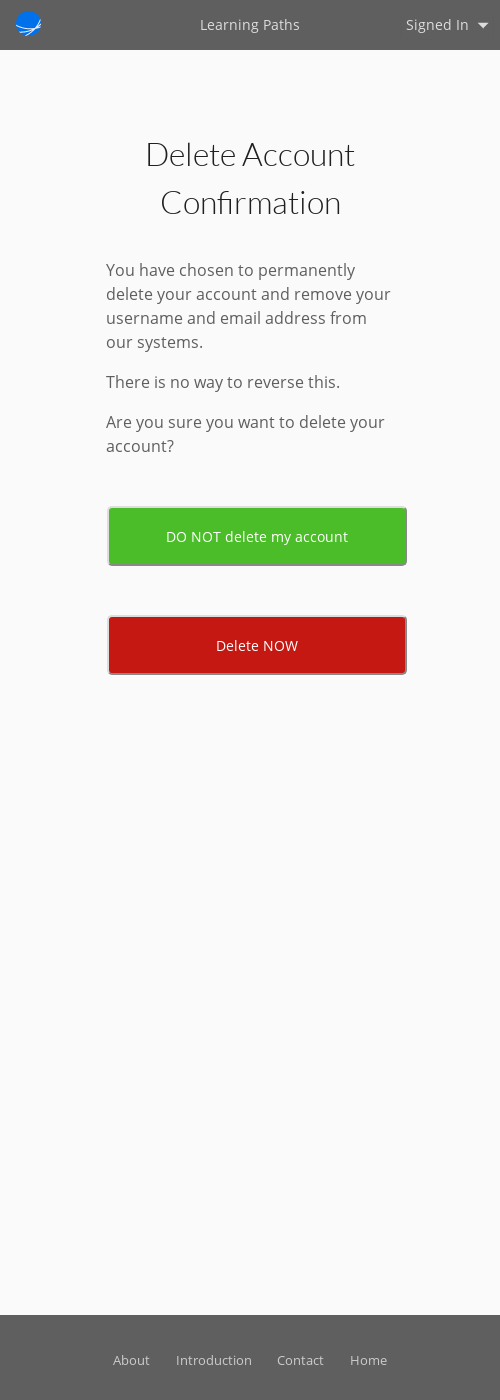 Learning Paths
Signed In
Delete Account
Confirmation
You have chosen to permanently
delete your account and remove your
username and email address from
our systems.
There is no way to reverse this.
Are you sure you want to delete your
account?
DO NOT delete my account
Delete NOW
About Introduction Contact Home